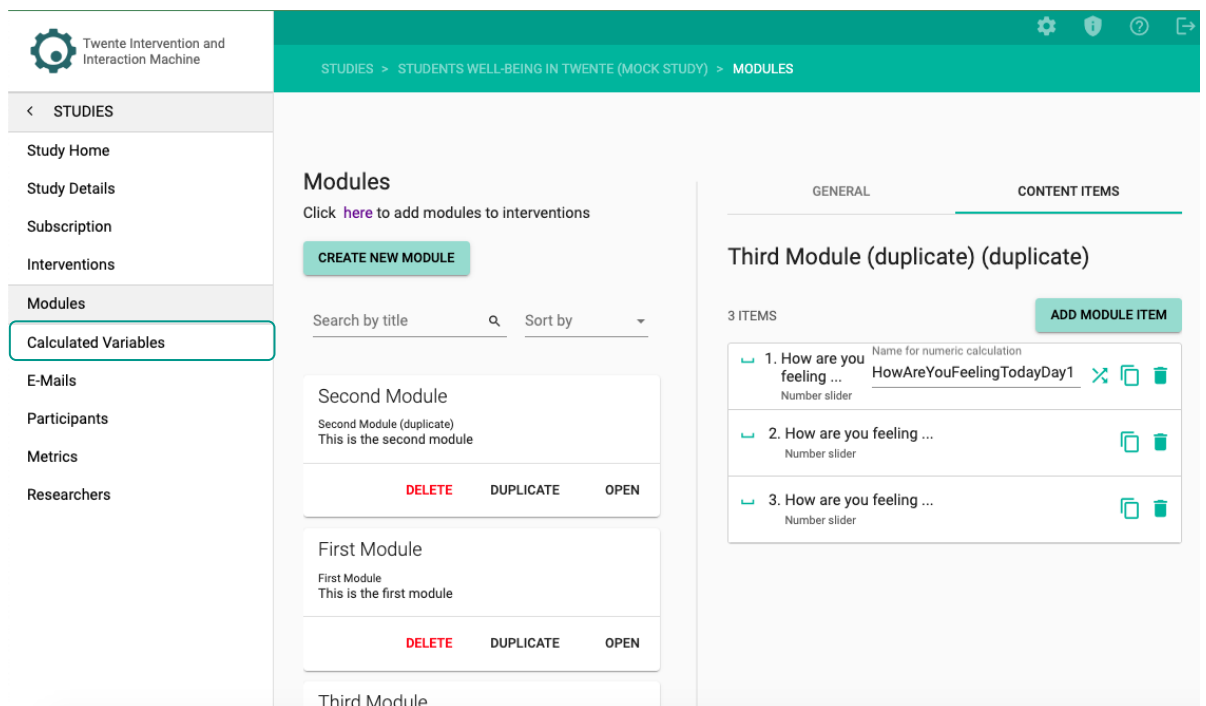 Twente Intervention and
Interaction Machine
STUDIES > STUDENTS WELL-BEING IN TWENTE (MOCK STUDY) > MODULES
< STUDIES
Study Home
Study Details
Subscription
Interventions
Modules
Calculated Variables
E-Mails
Participants
Metrics
Researchers
Modules
Click here to add modules to interventions
CREATE NEW MODULE
Search by title
Sort by
Second Module
Second Module (duplicate)
This is the second module
DELETE DUPLICATE OPEN
First Module
First Module
This is the first module
DELETE DUPLICATE OPEN
Third Module
GENERAL CONTENT ITEMS
Third Module (duplicate) (duplicate)
3 ITEMS
ADD MODULE ITEM
1. How are you
feeling ...
Number slider
Name for numeric calculation
HowAreYouFeelingTodayDay1
2. How are you feeling ...
Number slider
3. How are you feeling ...
Number slider